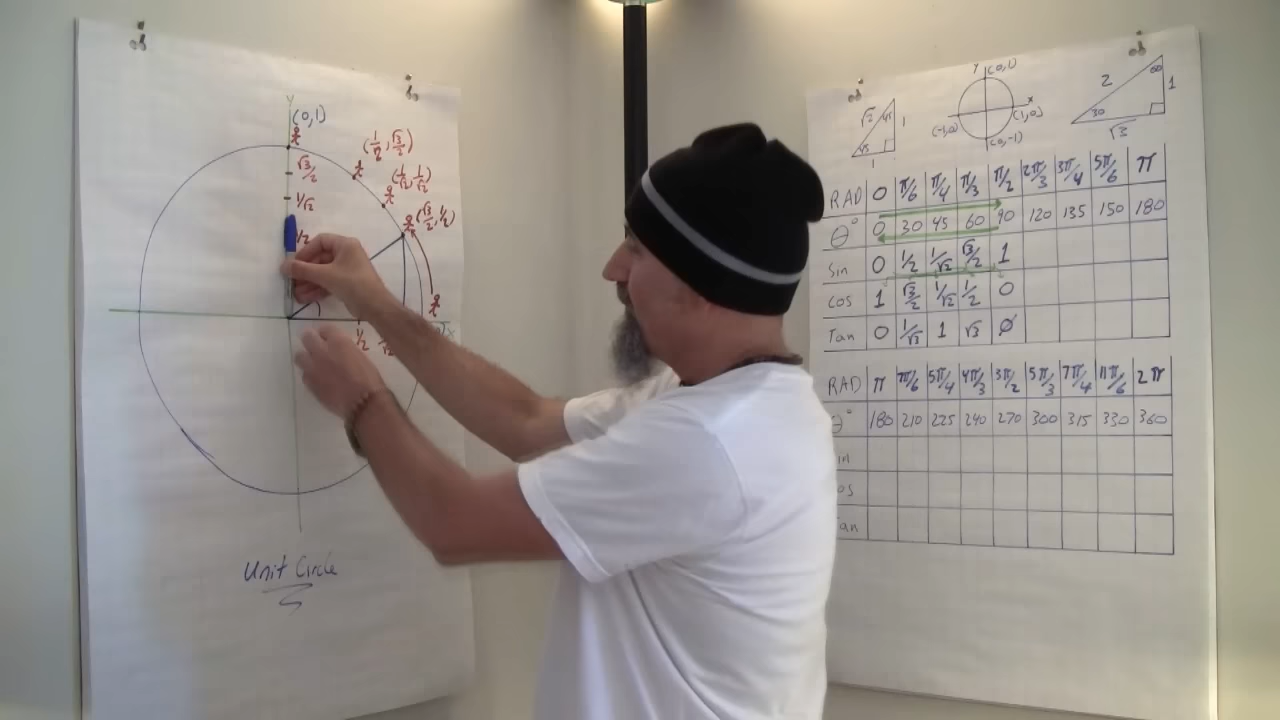 Y
(0,1)
(1/√2, √3/2)
√3/2
(1/√2, 1/√2)
1/√2
(√3/2, 1/2)
1/2
1/2
Unit Circle
√2 45 1
45
1
Y (0,1)
x
(-1,0) (1,0)
(0,-1)
2 60 1
30
√3
RAD 0 π/6 π/4 π/3 π/2 2π/3 3π/4 5π/6 π
θ° 0 30 45 60 90 120 135 150 180
Sin 0 1/2 1/√2 √3/2 1
Cos 1 √3/2 1/√2 1/2 0
Tan 0 1/√3 1 √3 Ø
RAD π 7π/6 5π/4 4π/3 3π/2 5π/3 7π/4 11π/6 2π
θ° 180 210 225 240 270 300 315 330 360
in
os
an